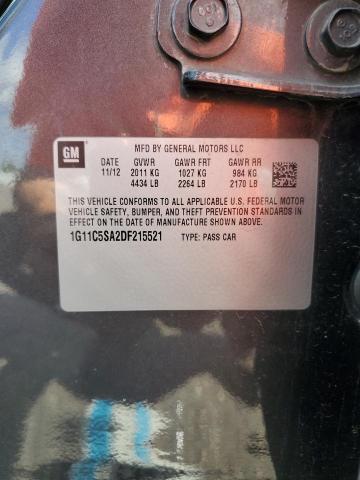 GM
MFD BY GENERAL MOTORS LLC
DATE GVWR GAWR FRT GAWR RR
11/12 2011 KG 1027 KG 984 KG
4434 LB 2264 LB 2170 LB
THIS VEHICLE CONFORMS TO ALL APPLICABLE U.S. FEDERAL MOTOR
VEHICLE SAFETY, BUMPER, AND THEFT PREVENTION STANDARDS
IN EFFECT ON THE DATE OF MANUFACTURE SHOWN ABOVE.
1G11C5SA2DF215521 TYPE: PASS CAR